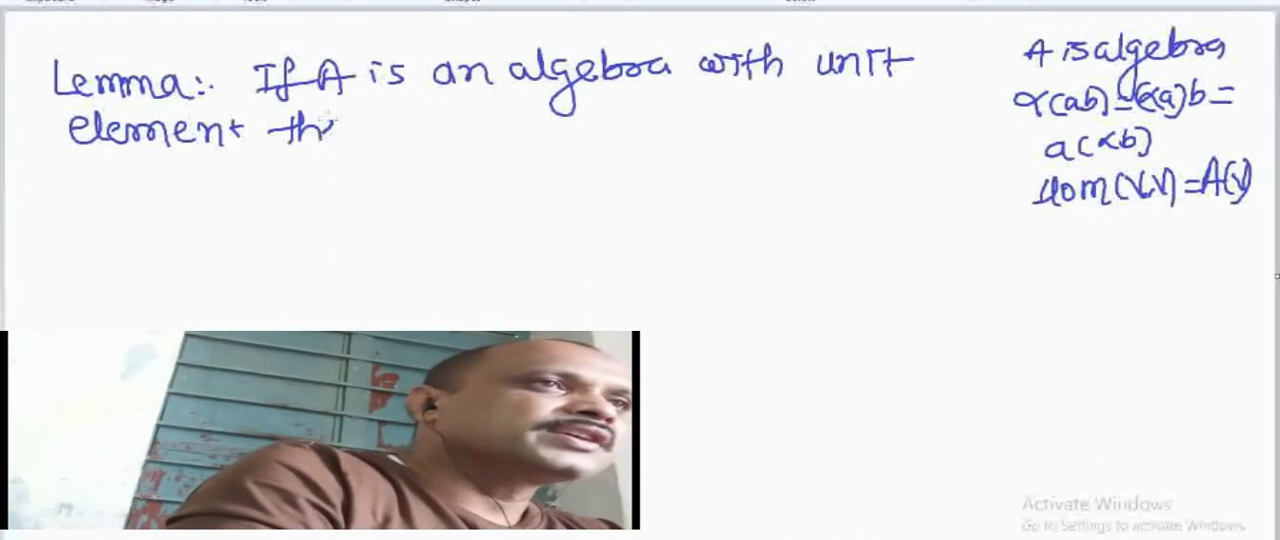 Lemma:. If A is an algebra with unit
element the
A is algebra
α(ab) = (αa)b =
a(αb)
Hom(V,V) = A(V)
Activate Windows
Go to Settings to activate Windows.